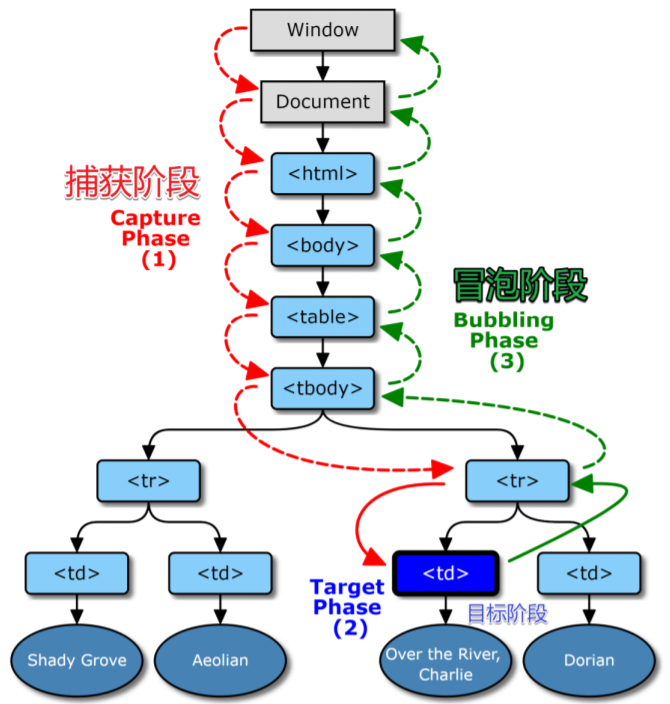 Window
Document
<html>
捕获阶段
Capture
Phase
(1)
<body>
冒泡阶段
<table>
Bubbling
Phase
(3)
<tbody>
<tr>
<tr>
<td>
<td>
<td>
<td>
Target
Phase
(2)
目标阶段
Shady Grove
Aeolian
Over the River,
Charlie
Dorian